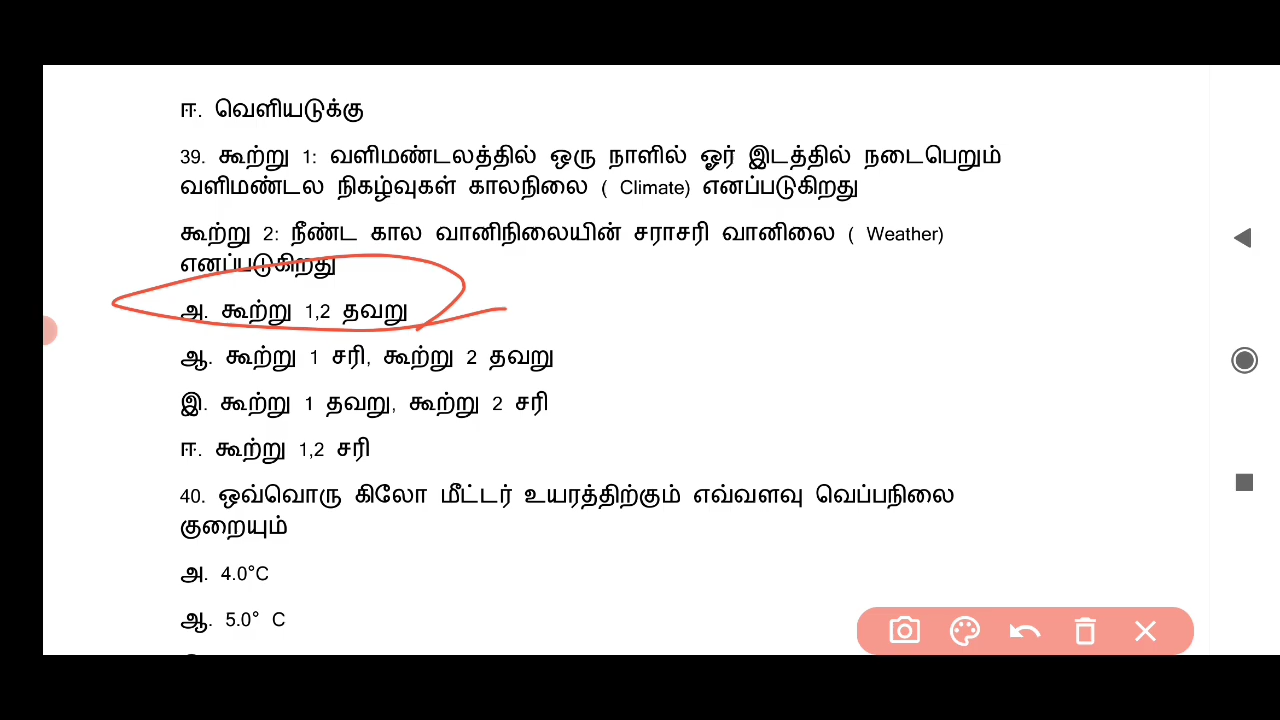 ஈ. வெளியடுக்கு
39. கூற்று 1: வளிமண்டலத்தில் ஒரு நாளில் ஓர் இடத்தில் நடைபெறும்
வளிமண்டல நிகழ்வுகள் காலநிலை ( Climate) எனப்படுகிறது
கூற்று 2: நீண்ட கால வானிநிலையின் சராசரி வானிலை ( Weather)
எனப்படுகிறது
அ. கூற்று 1,2 தவறு
ஆ. கூற்று 1 சரி, கூற்று 2 தவறு
இ. கூற்று 1 தவறு, கூற்று 2 சரி
ஈ. கூற்று 1,2 சரி
40. ஒவ்வொரு கிலோ மீட்டர் உயரத்திற்கும் எவ்வளவு வெப்பநிலை
குறையும்
அ. 4.0°C
ஆ. 5.0° C